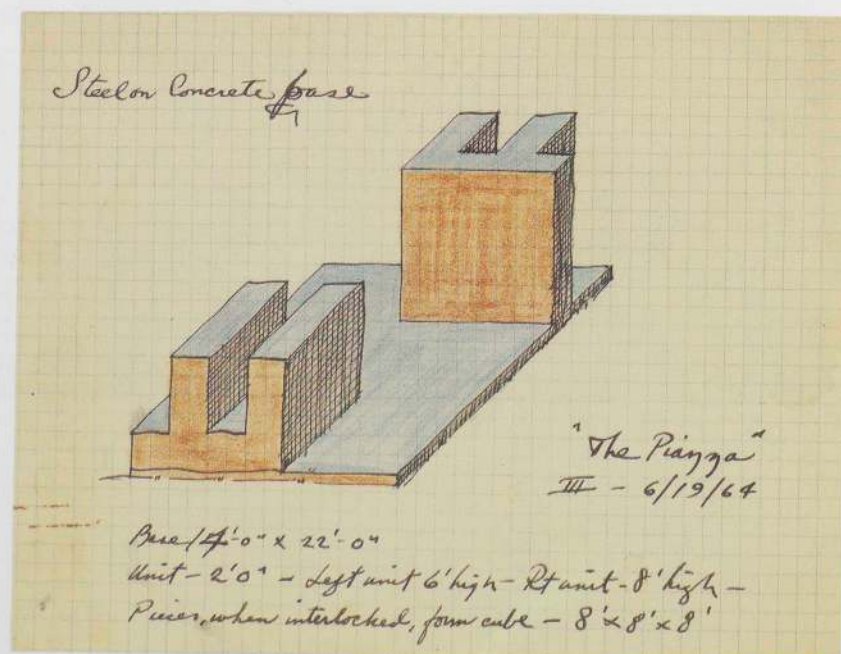 Steel on Concrete base
"The Piazza"
III - 6/19/64
Base 14'-0" x 22'-0"
Unit - 2'0" - Left unit 6' high - Rt unit - 8' high -
Pieces, when interlocked, form cube - 8' x 8' x 8'